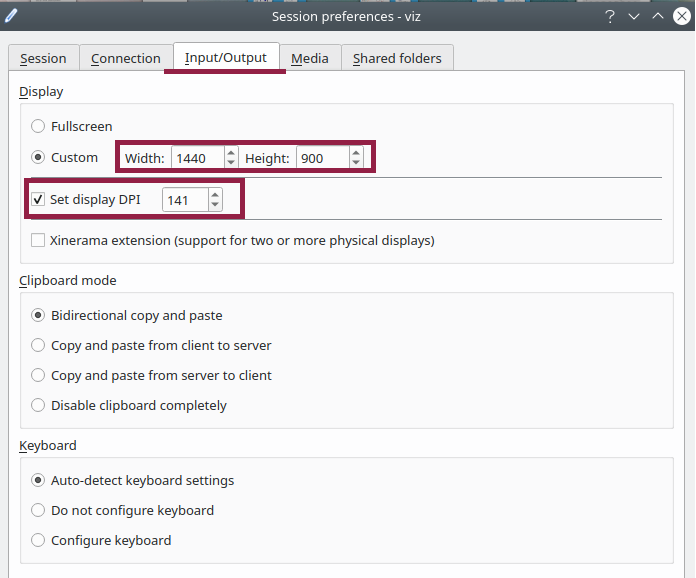 Session preferences - viz
Session Connection Input/Output Media Shared folders
Display
Fullscreen
Custom Width: 1440 Height: 900
Set display DPI 141
Xinerama extension (support for two or more physical displays)
Clipboard mode
Bidirectional copy and paste
Copy and paste from client to server
Copy and paste from server to client
Disable clipboard completely
Keyboard
Auto-detect keyboard settings
Do not configure keyboard
Configure keyboard